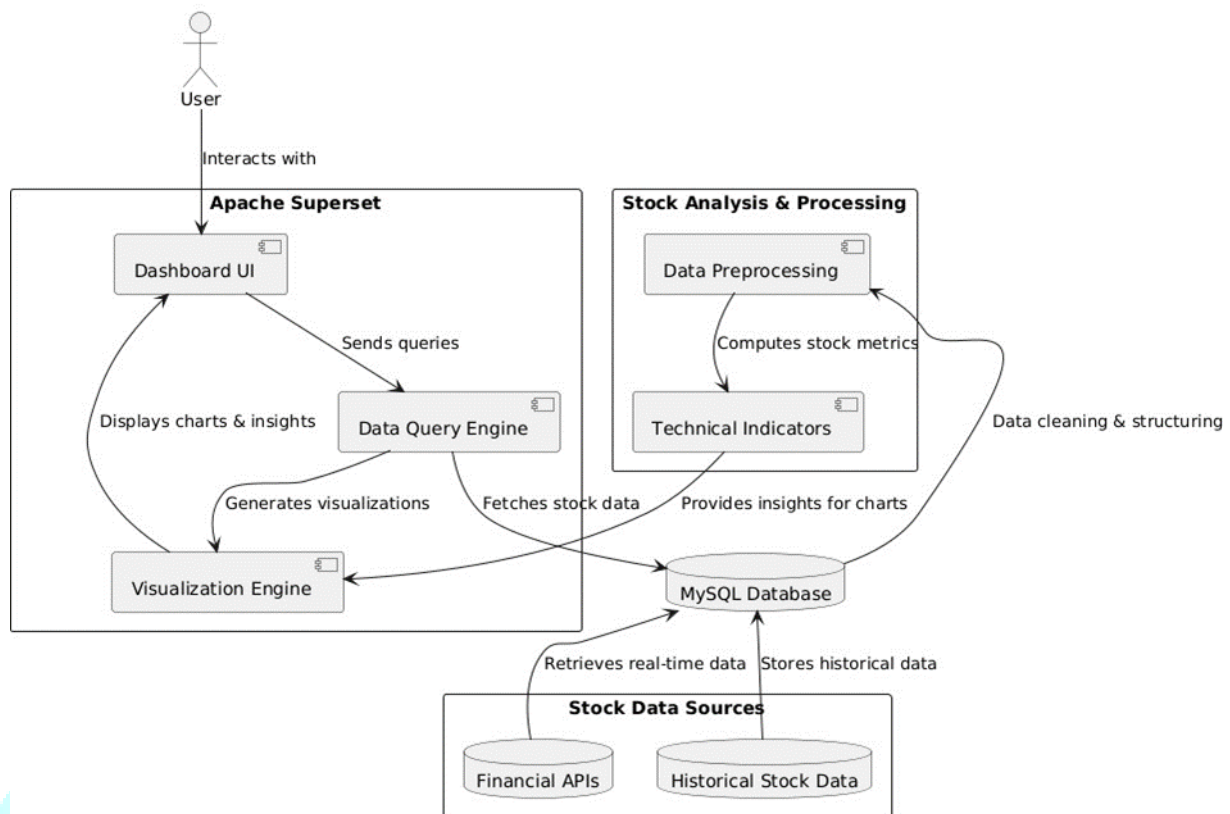 User
Interacts with
Apache Superset
Stock Analysis & Processing
Dashboard UI
Data Preprocessing
Sends queries
Computes stock metrics
Displays charts & insights
Data Query Engine
Technical Indicators
Data cleaning & structuring
Generates visualizations
Fetches stock data
Provides insights for charts
Visualization Engine
MySQL Database
Retrieves real-time data
Stores historical data
Stock Data Sources
Financial APIs
Historical Stock Data